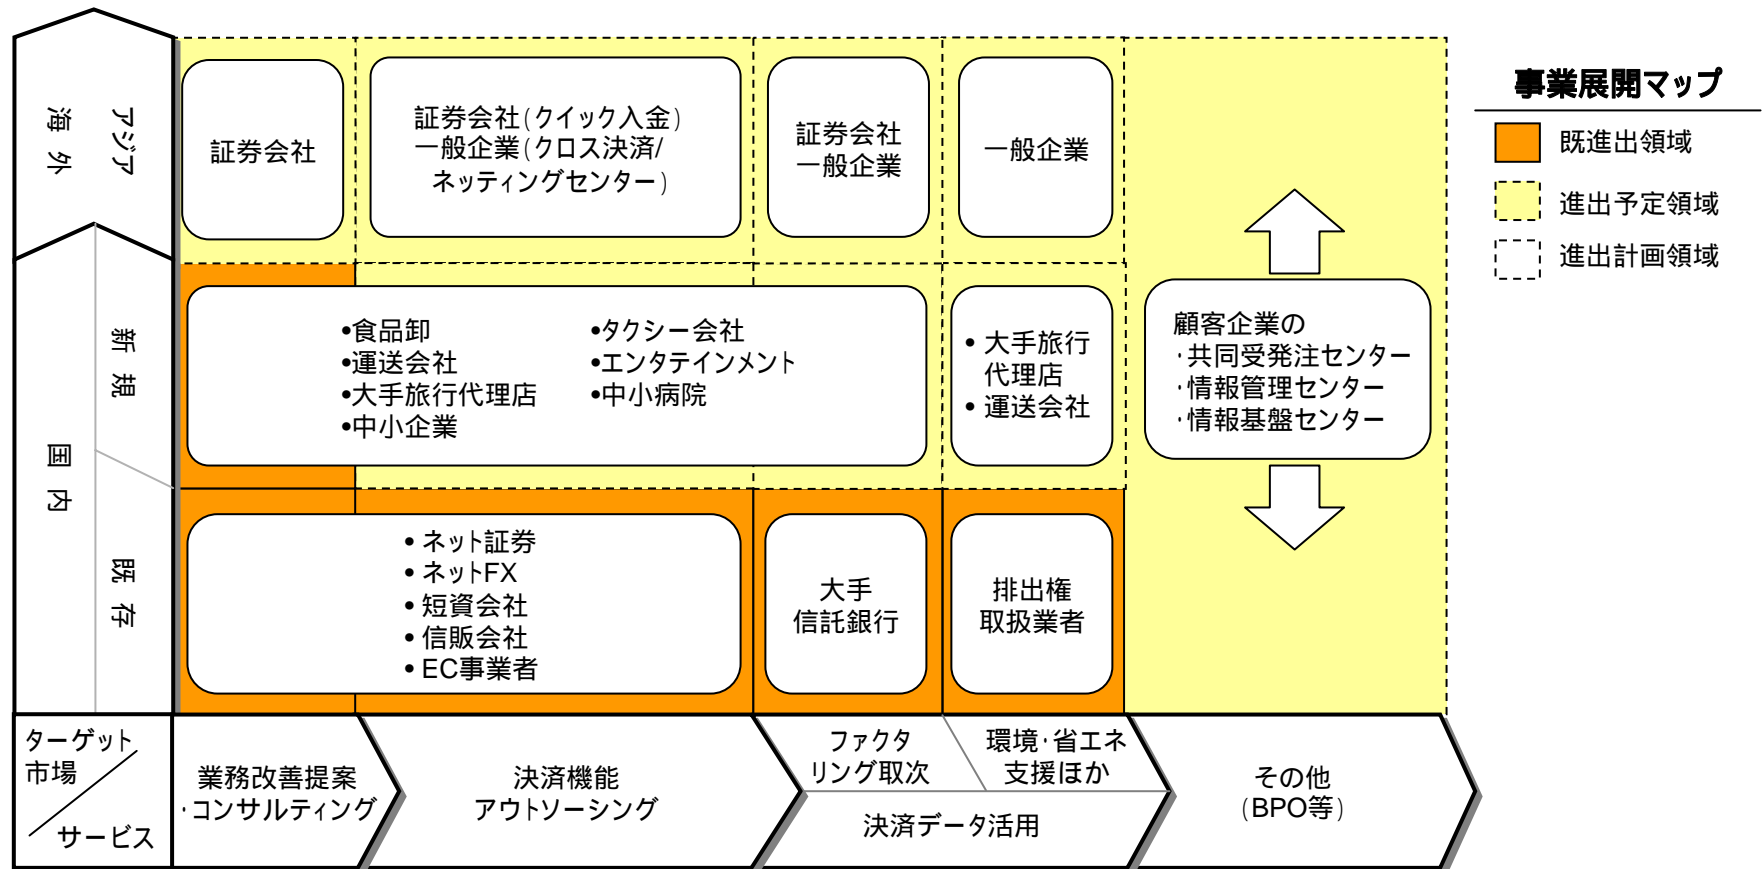 事業展開マップ
既進出領域
進出予定領域
進出計画領域
海外
アジア
証券会社
証券会社(クイック入金)
一般企業(クロス決済/
ネッティングセンター)
証券会社
一般企業
一般企業
国内
新規
•食品卸
•運送会社
•大手旅行代理店
•中小企業
•タクシー会社
•エンタテインメント
•中小病院
• 大手旅行
代理店
• 運送会社
顧客企業の
・共同受発注センター
・情報管理センター
・情報基盤センター
既存
• ネット証券
• ネットFX
• 短資会社
• 信販会社
• EC事業者
大手
信託銀行
排出権
取扱業者
ターゲット
市場
サービス
業務改善提案
・コンサルティング
決済機能
アウトソーシング
ファクタ
リング取次
環境・省エネ
支援ほか
決済データ活用
その他
(BPO等)